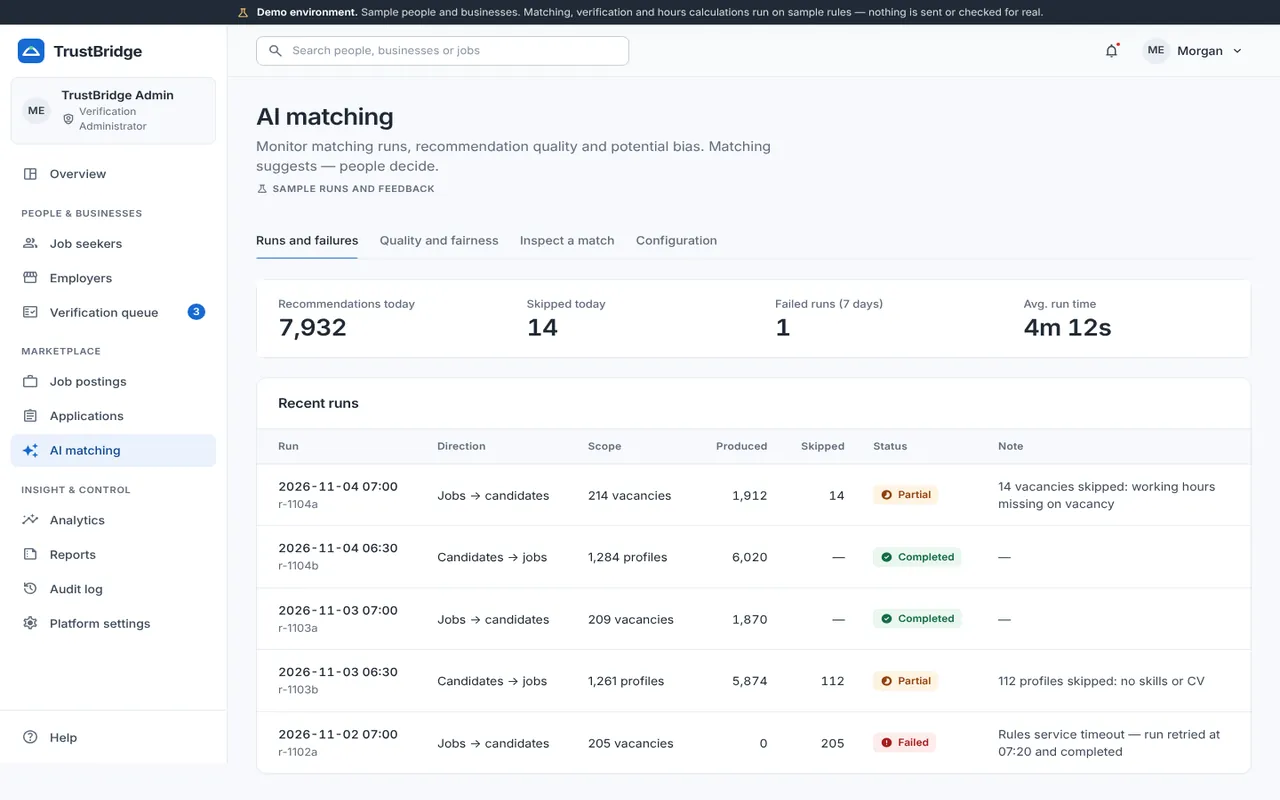 Demo environment. Sample people and businesses. Matching, verification and hours calculations run on sample rules — nothing is sent or checked for real.
TrustBridge
Search people, businesses or jobs
ME
Morgan
ME
TrustBridge Admin
Verification
Administrator
Overview
PEOPLE & BUSINESSES
Job seekers
Employers
Verification queue
3
MARKETPLACE
Job postings
Applications
AI matching
INSIGHT & CONTROL
Analytics
Reports
Audit log
Platform settings
Help
AI matching
Monitor matching runs, recommendation quality and potential bias. Matching
suggests — people decide.
SAMPLE RUNS AND FEEDBACK
Runs and failures Quality and fairness Inspect a match Configuration
Recommendations today Skipped today Failed runs (7 days) Avg. run time
7,932 14 1 4m 12s
Recent runs
Run Direction Scope Produced Skipped Status Note
2026-11-04 07:00
r-1104a
Jobs → candidates 214 vacancies 1,912 14 Partial
14 vacancies skipped: working hours
missing on vacancy
2026-11-04 06:30
r-1104b
Candidates → jobs 1,284 profiles 6,020 — Completed —
2026-11-03 07:00
r-1103a
Jobs → candidates 209 vacancies 1,870 — Completed —
2026-11-03 06:30
r-1103b
Candidates → jobs 1,261 profiles 5,874 112 Partial 112 profiles skipped: no skills or CV
2026-11-02 07:00
r-1102a
Jobs → candidates 205 vacancies 0 205 Failed
Rules service timeout — run retried at
07:20 and completed